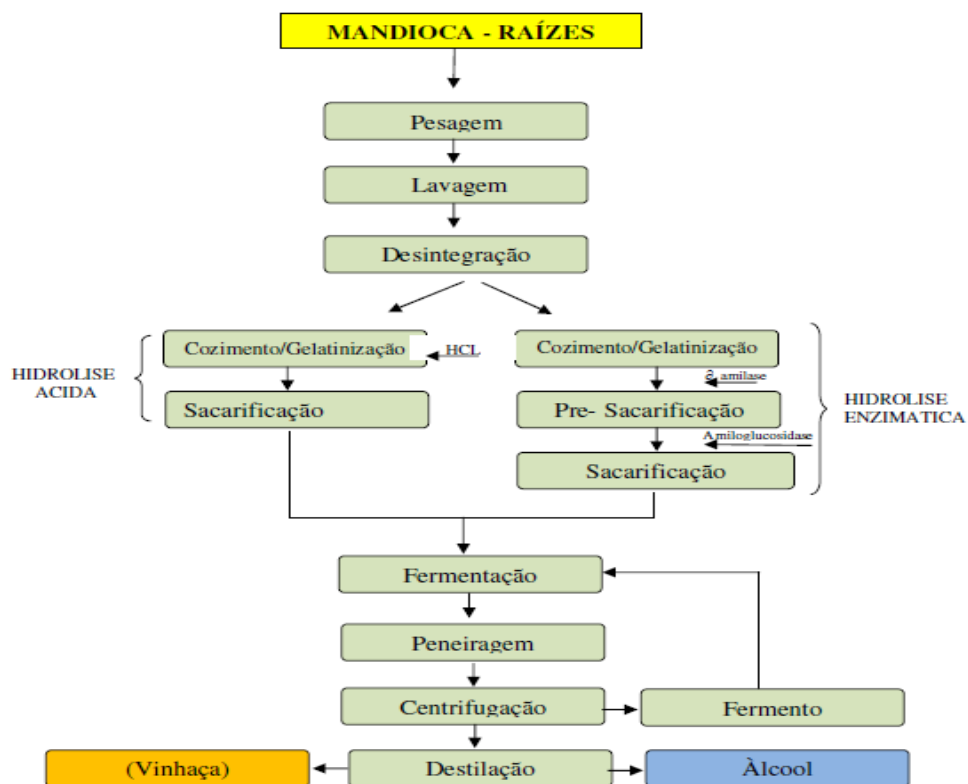 MANDIOCA - RAÍZES
Pesagem
Lavagem
Desintegração
HIDROLISE
ACIDA
Cozimento/Gelatinização
HCL
Sacarificação
Cozimento/Gelatinização
amilase
Pre- Sacarificação
Amiloglucosidase
Sacarificação
HIDROLISE
ENZIMATICA
Fermentação
Peneiragem
Centrifugação
Fermento
(Vinhaça)
Destilação
Àlcool